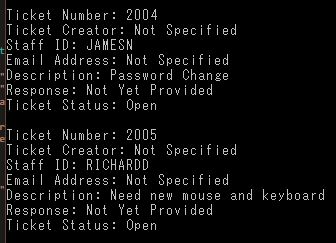 Ticket Number: 2004
Ticket Creator: Not Specified
Staff ID: JAMESN
Email Address: Not Specified
Description: Password Change
Response: Not Yet Provided
Ticket Status: Open
Ticket Number: 2005
Ticket Creator: Not Specified
Staff ID: RICHARDD
Email Address: Not Specified
Description: Need new mouse and keyboard
Response: Not Yet Provided
Ticket Status: Open